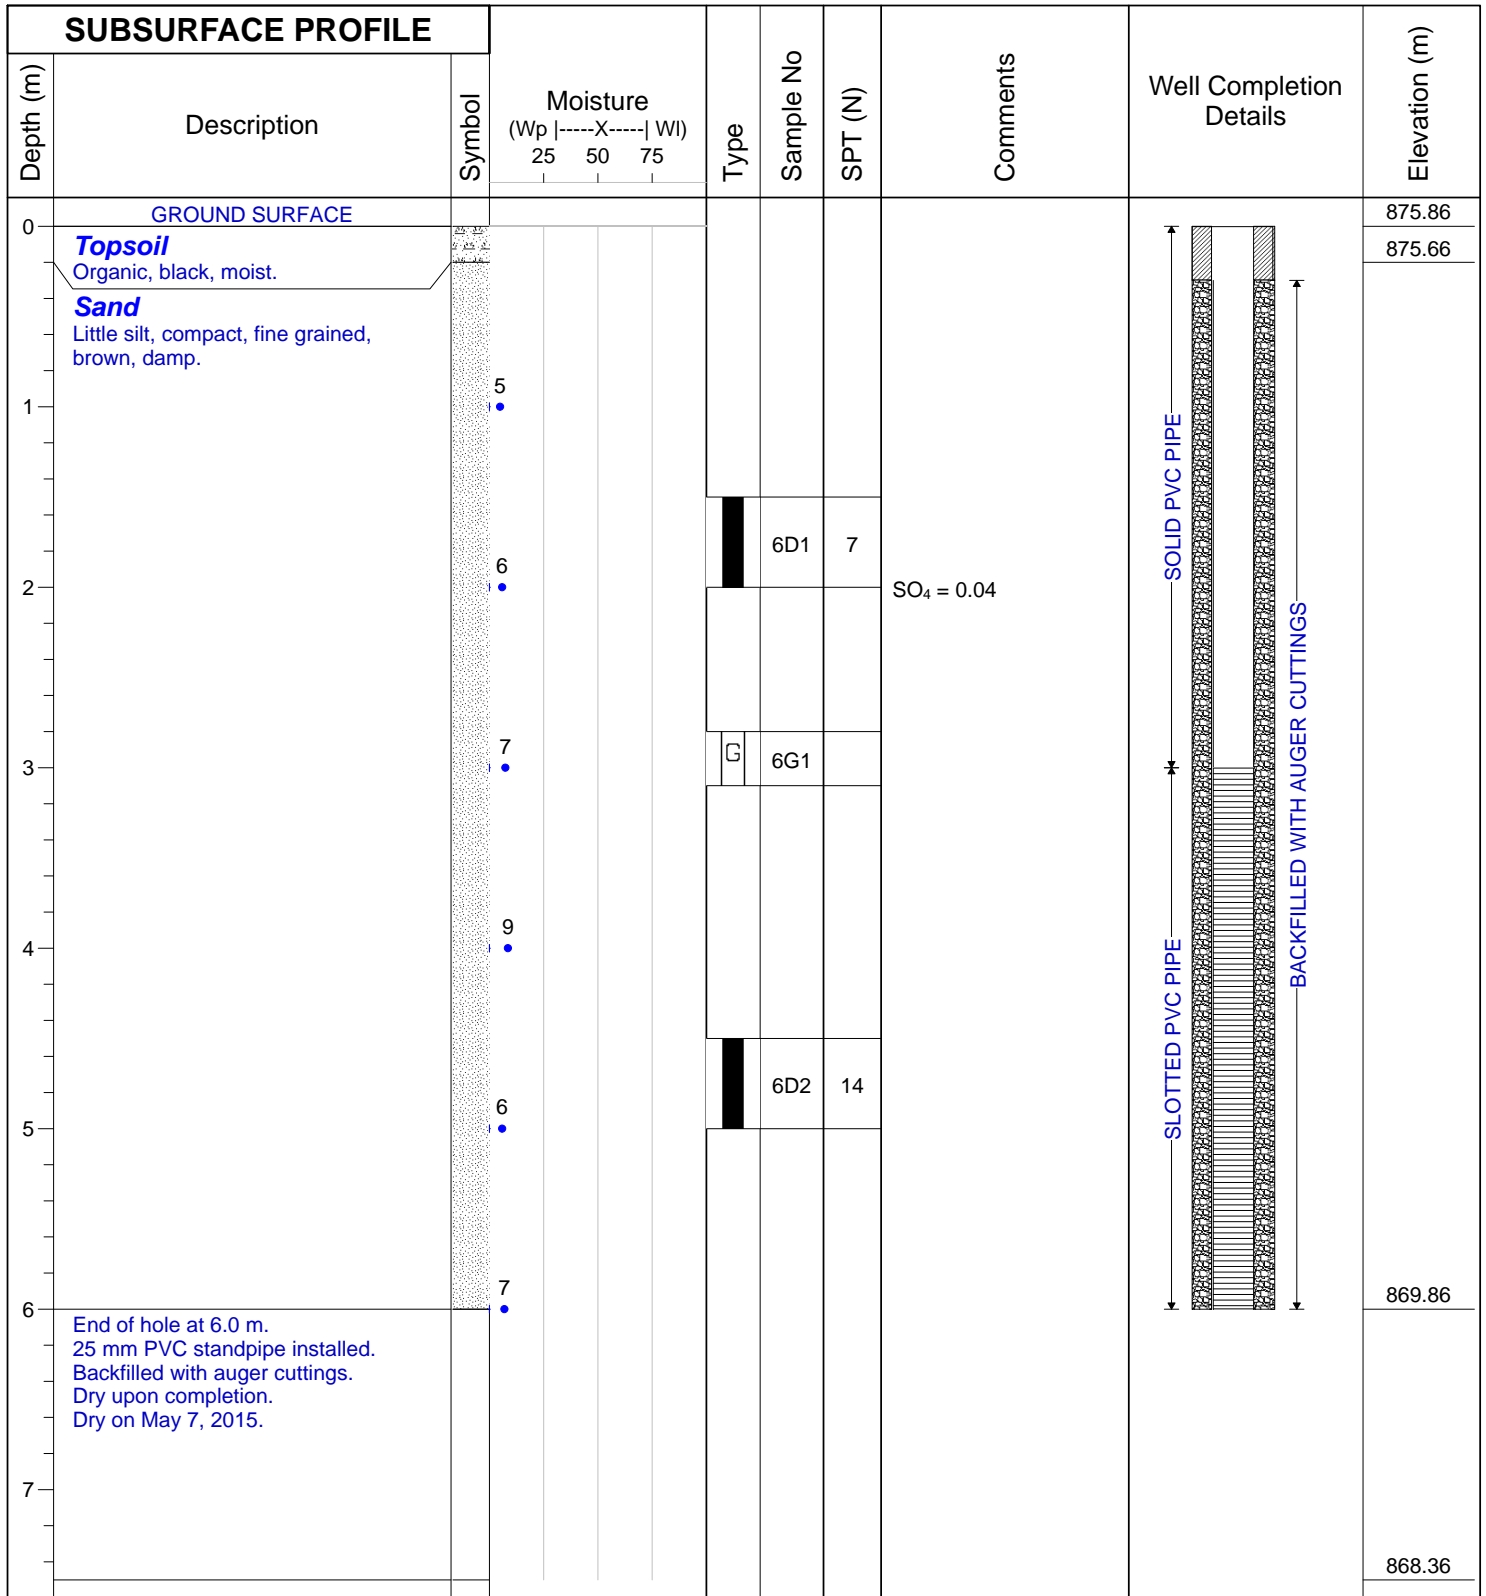 SUBSURFACE PROFILE
Depth (m)
Description
Symbol
Moisture
(Wp |-----X-----| Wl)
25 50 75
Type
Sample No
SPT (N)
Comments
Well Completion
Details
Elevation (m)
GROUND SURFACE
875.86
0
Topsoil
875.66
Organic, black, moist.
Sand
Little silt, compact, fine grained,
brown, damp.
5
1
SOLID PVC PIPE
6D1 7
6
2
SO₄ = 0.04
BACKFILLED WITH AUGER CUTTINGS
7
G 6G1
3
9
4
SLOTTED PVC PIPE
6D2 14
6
5
7
869.86
6
End of hole at 6.0 m.
25 mm PVC standpipe installed.
Backfilled with auger cuttings.
Dry upon completion.
Dry on May 7, 2015.
7
868.36